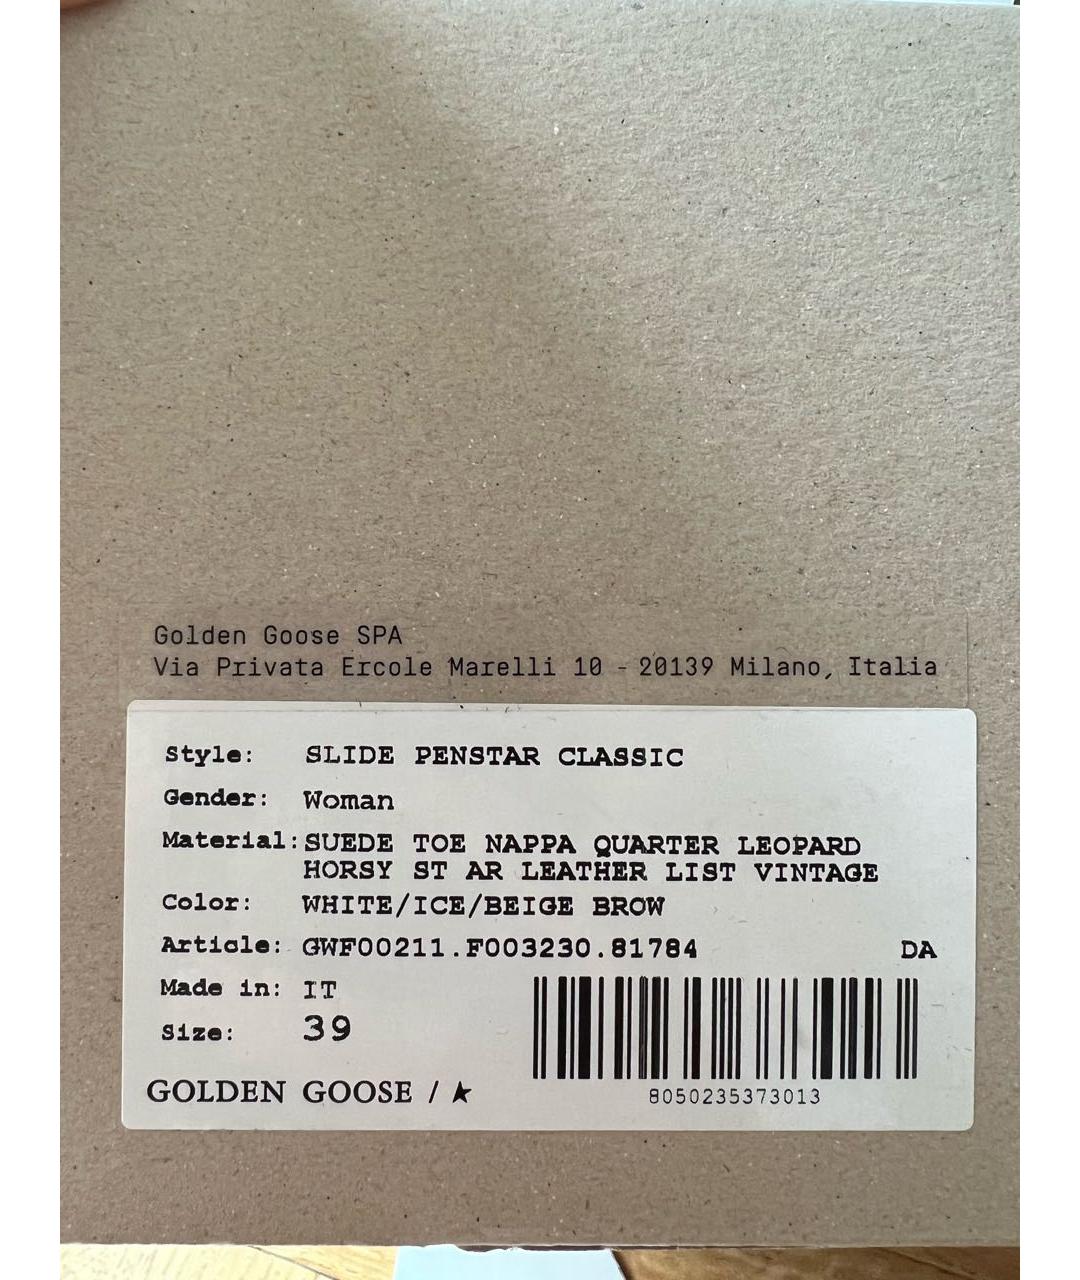 Golden Goose SPA
Via Privata Ercole Marelli 10 - 20139 Milano, Italia
Style: SLIDE PENSTAR CLASSIC
Gender: Woman
Material: SUEDE TOE NAPPA QUARTER LEOPARD
HORSY ST AR LEATHER LIST VINTAGE
Color: WHITE/ICE/BEIGE BROW
Article: GWF00211.F003230.81784 DA
Made in: IT
Size: 39
GOLDEN GOOSE / ★
8050235373013